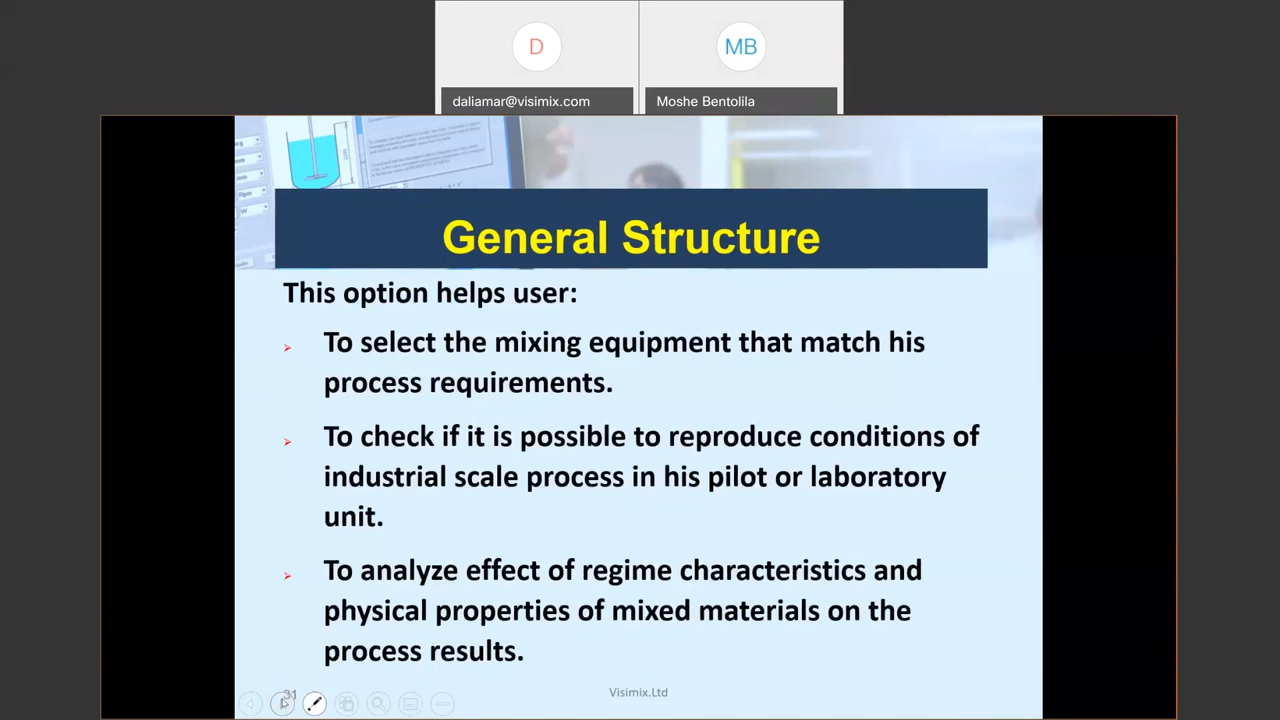 D
MB
daliamar@visimix.com
Moshe Bentolila
General Structure
This option helps user:
To select the mixing equipment that match his
process requirements.
To check if it is possible to reproduce conditions of
industrial scale process in his pilot or laboratory
unit.
To analyze effect of regime characteristics and
physical properties of mixed materials on the
process results.
31
Visimix.Ltd